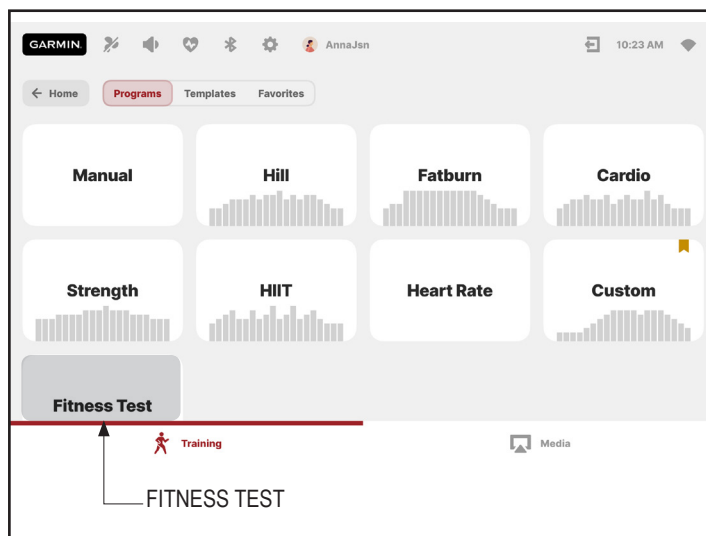 GARMIN. AnnaJsn 10:23 AM
← Home Programs Templates Favorites
Manual Hill Fatburn Cardio
Strength HIIT Heart Rate Custom
Fitness Test
Training Media
FITNESS TEST